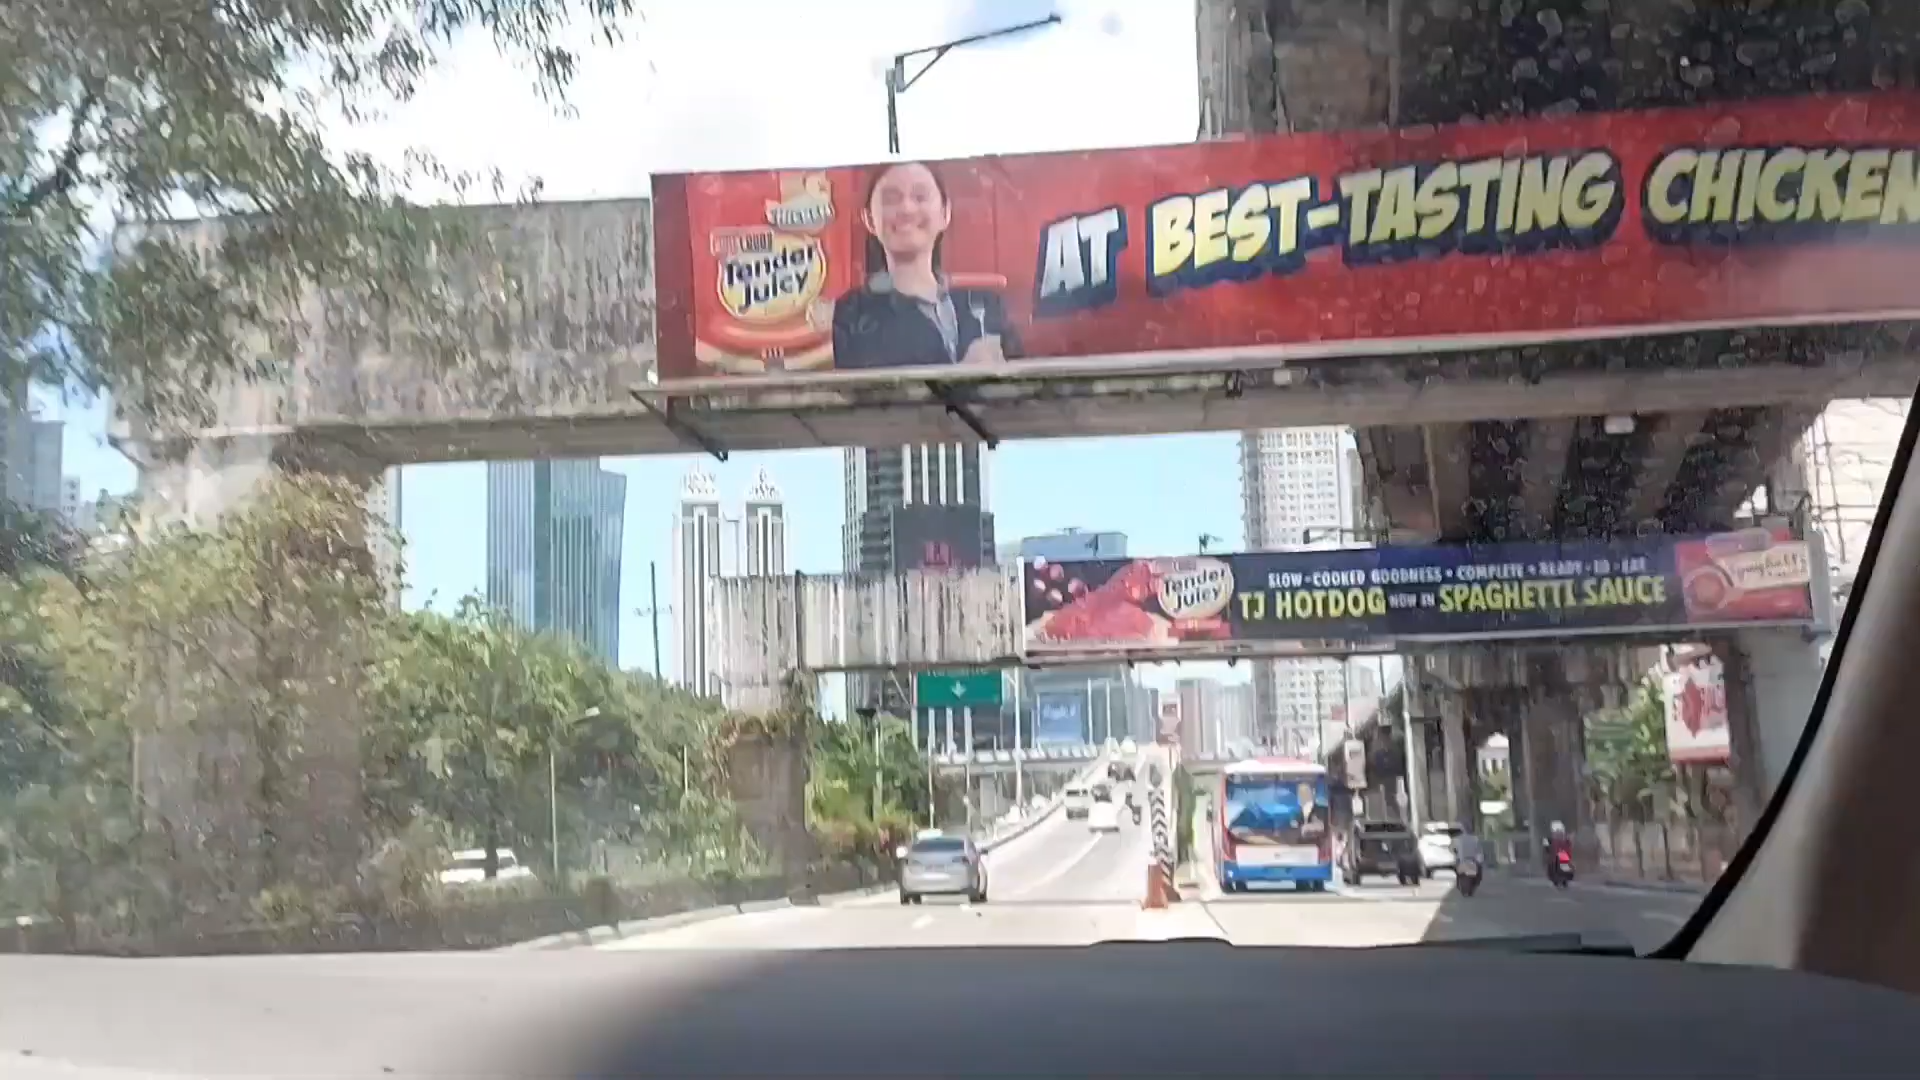 Tender
Juicy
AT BEST-TASTING CHICKEN
Tender
Juicy
SLOW-COOKED GOODNESS • COMPLETE • READY-TO-EAT
TJ HOTDOG NOW IN SPAGHETTI SAUCE